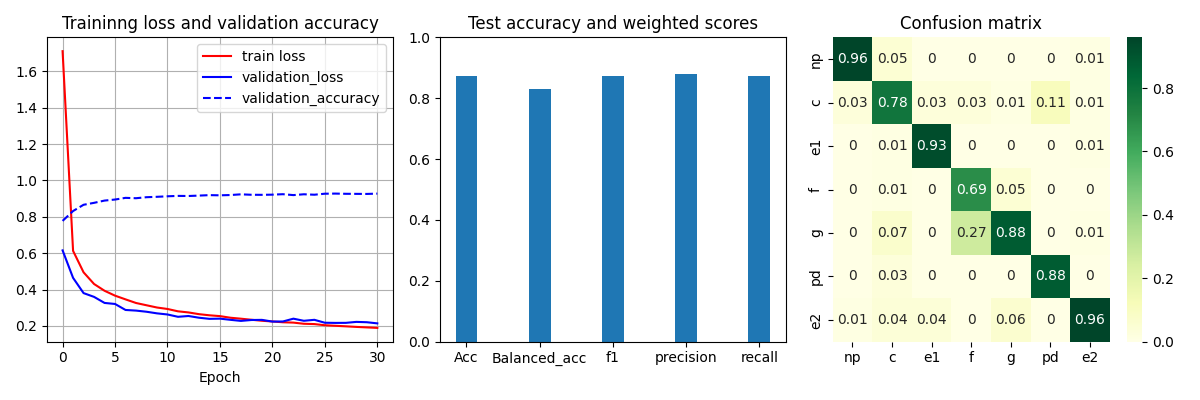 Traininng loss and validation accuracy
train loss
validation_loss
validation_accuracy
1.6
1.4
1.2
1.0
0.8
0.6
0.4
0.2
0 5 10 15 20 25 30
Epoch
Test accuracy and weighted scores
1.0
0.8
0.6
0.4
0.2
0.0
Acc Balanced_acc f1 precision recall
Confusion matrix
np 0.96 0.05 0 0 0 0 0.01
c 0.03 0.78 0.03 0.03 0.01 0.11 0.01
e1 0 0.01 0.93 0 0 0 0.01
f 0 0.01 0 0.69 0.05 0 0
g 0 0.07 0 0.27 0.88 0 0.01
pd 0 0.03 0 0 0 0.88 0
e2 0.01 0.04 0.04 0 0.06 0 0.96
np c e1 f g pd e2
0.8
0.6
0.4
0.2
0.0